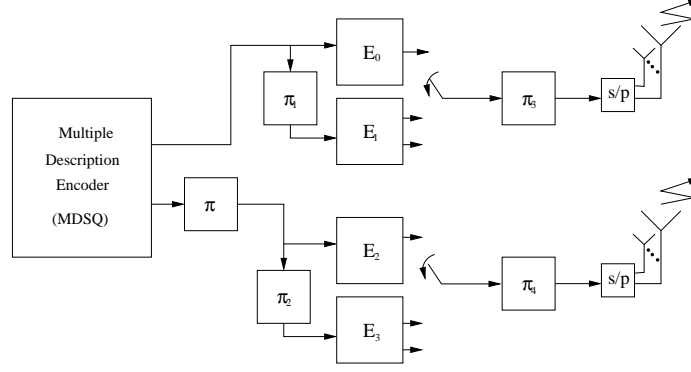 Multiple
Description
Encoder
(MDSQ)
E₀
π₁
E₁
π₃
s/p
π
E₂
π₂
E₃
π₄
s/p